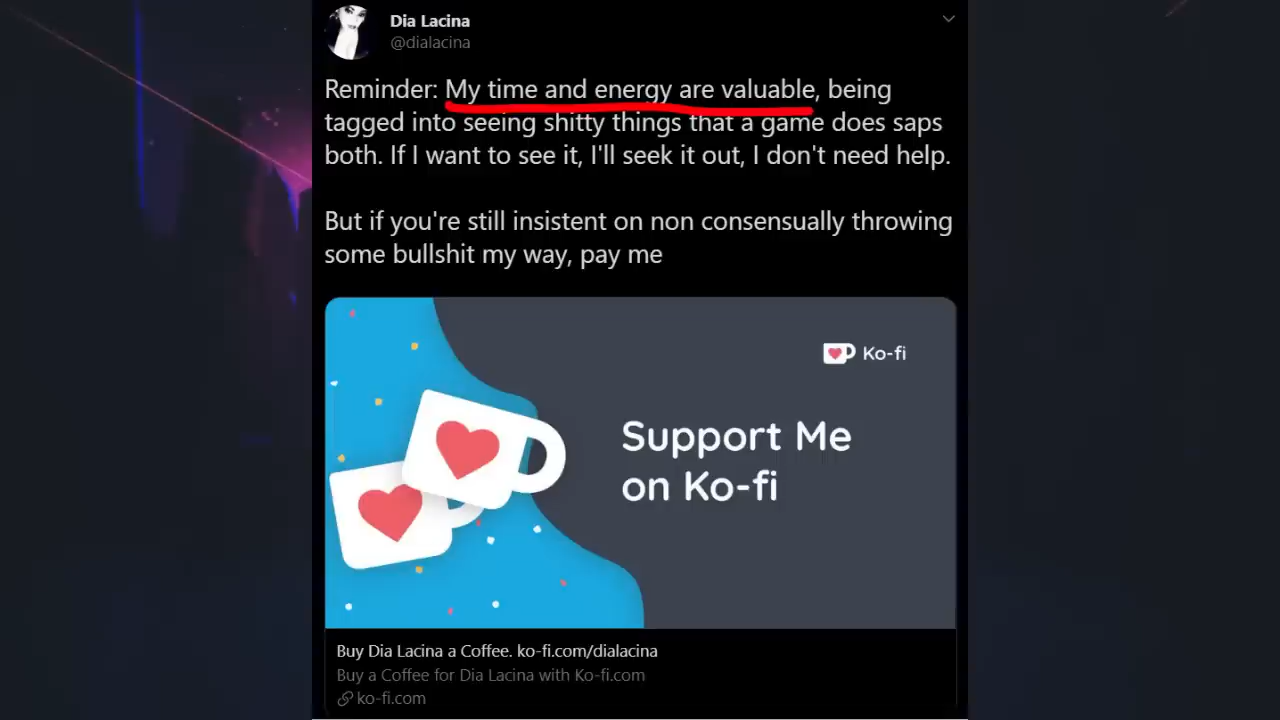 Dia Lacina
@dialacina
Reminder: My time and energy are valuable, being
tagged into seeing shitty things that a game does saps
both. If I want to see it, I'll seek it out, I don't need help.
But if you're still insistent on non consensually throwing
some bullshit my way, pay me
Ko-fi
Support Me
on Ko-fi
Buy Dia Lacina a Coffee. ko-fi.com/dialacina
Buy a Coffee for Dia Lacina with Ko-fi.com
ko-fi.com